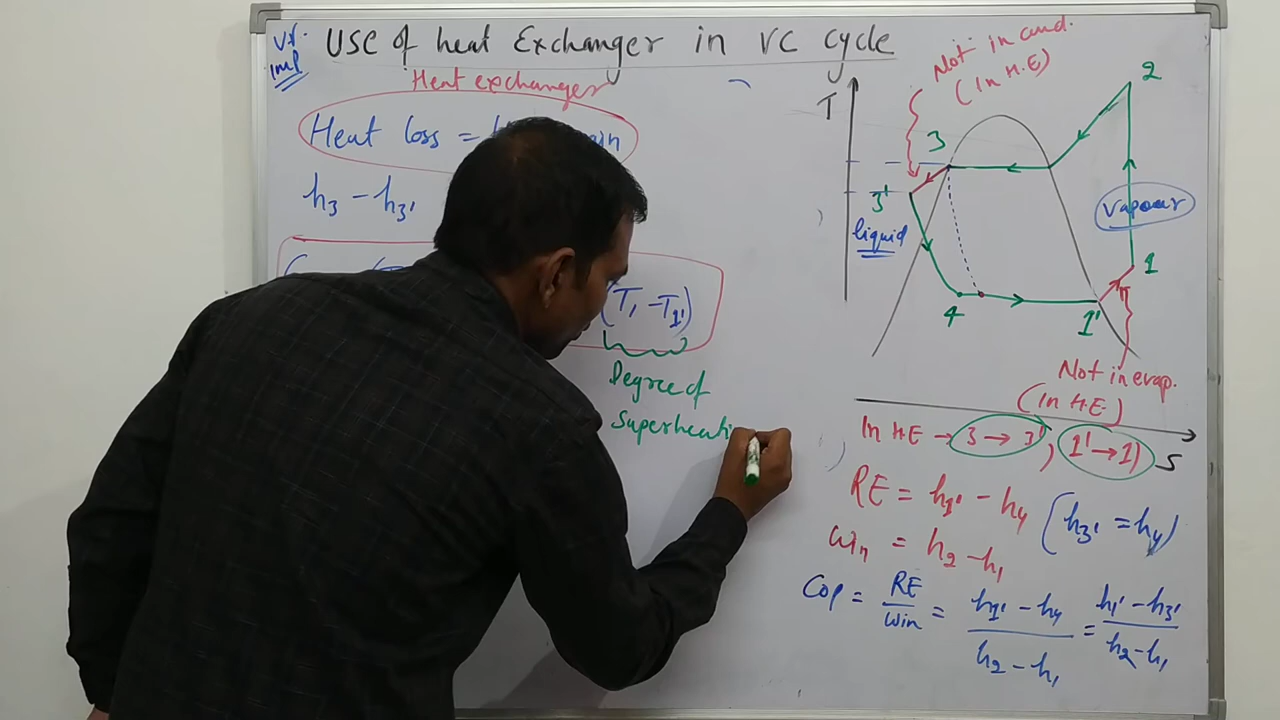 Vr. Imp
Use of heat Exchanger in VC cycle
Heat exchanger
Heat loss =
h3 - h3'
(T1 - T1')
Degree of
Superheati
T
Not in cond.
(In H.E)
2
3
3'
liquid
Vapour
1
4
1'
Not in evap.
(In H.E.)
In HE → 3 → 3', 1' → 1)
S
RE = h1' - h4 (h3' = h4)
Win = h2 - h1
COP = RE/Win = h1' - h4/h2 - h1 = h1' - h3'/h2 - h1